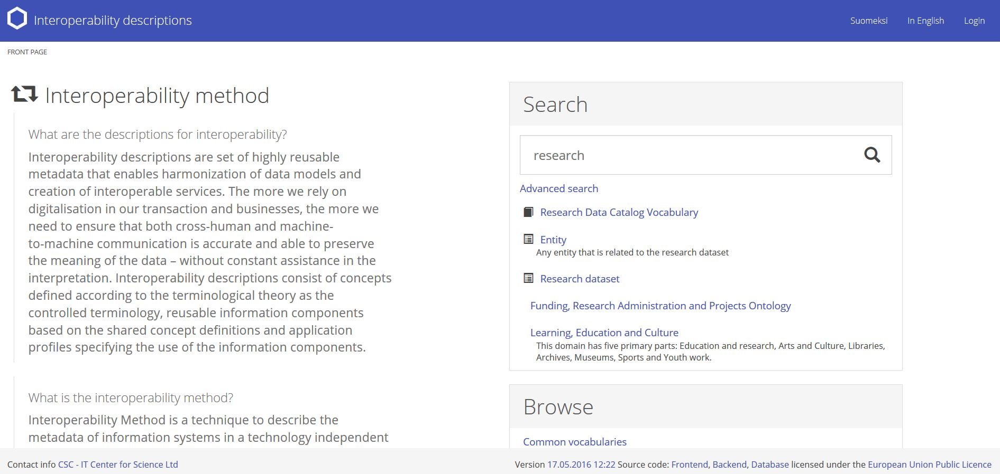 Interoperability descriptions
Suomeksi
In English
Login
FRONT PAGE
Interoperability method
What are the descriptions for interoperability?
Interoperability descriptions are set of highly reusable
metadata that enables harmonization of data models and
creation of interoperable services. The more we rely on
digitalisation in our transaction and businesses, the more we
need to ensure that both cross-human and machine-
to-machine communication is accurate and able to preserve
the meaning of the data – without constant assistance in the
interpretation. Interoperability descriptions consist of concepts
defined according to the terminological theory as the
controlled terminology, reusable information components
based on the shared concept definitions and application
profiles specifying the use of the information components.
What is the interoperability method?
Interoperability Method is a technique to describe the
metadata of information systems in a technology independent
Search
research
Advanced search
Research Data Catalog Vocabulary
Entity
Any entity that is related to the research dataset
Research dataset
Funding, Research Administration and Projects Ontology
Learning, Education and Culture
This domain has five primary parts: Education and research, Arts and Culture, Libraries,
Archives, Museums, Sports and Youth work.
Browse
Common vocabularies
Contact info CSC - IT Center for Science Ltd
Version 17.05.2016 12:22 Source code: Frontend, Backend, Database licensed under the European Union Public Licence